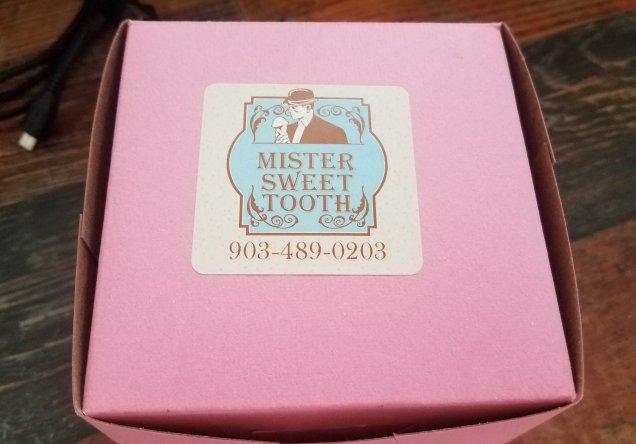 MISTER
SWEET
TOOTH
903-489-0203